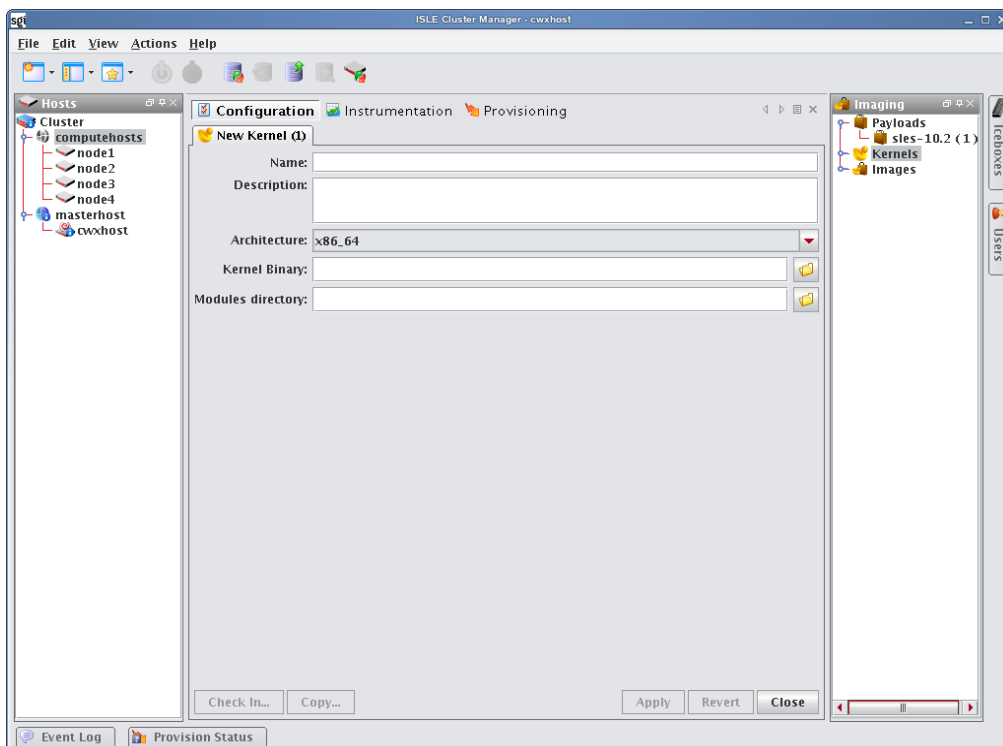 sgi
ISLE Cluster Manager - cwxhost
File Edit View Actions Help
Hosts
Cluster
computehosts
node1
node2
node3
node4
masterhost
cwxhost
Configuration Instrumentation Provisioning
New Kernel (1)
Name:
Description:
Architecture: x86_64
Kernel Binary:
Modules directory:
Check In... Copy... Apply Revert Close
Imaging
Payloads
sles-10.2 (1)
Kernels
Images
Iceboxes
Users
Event Log Provision Status